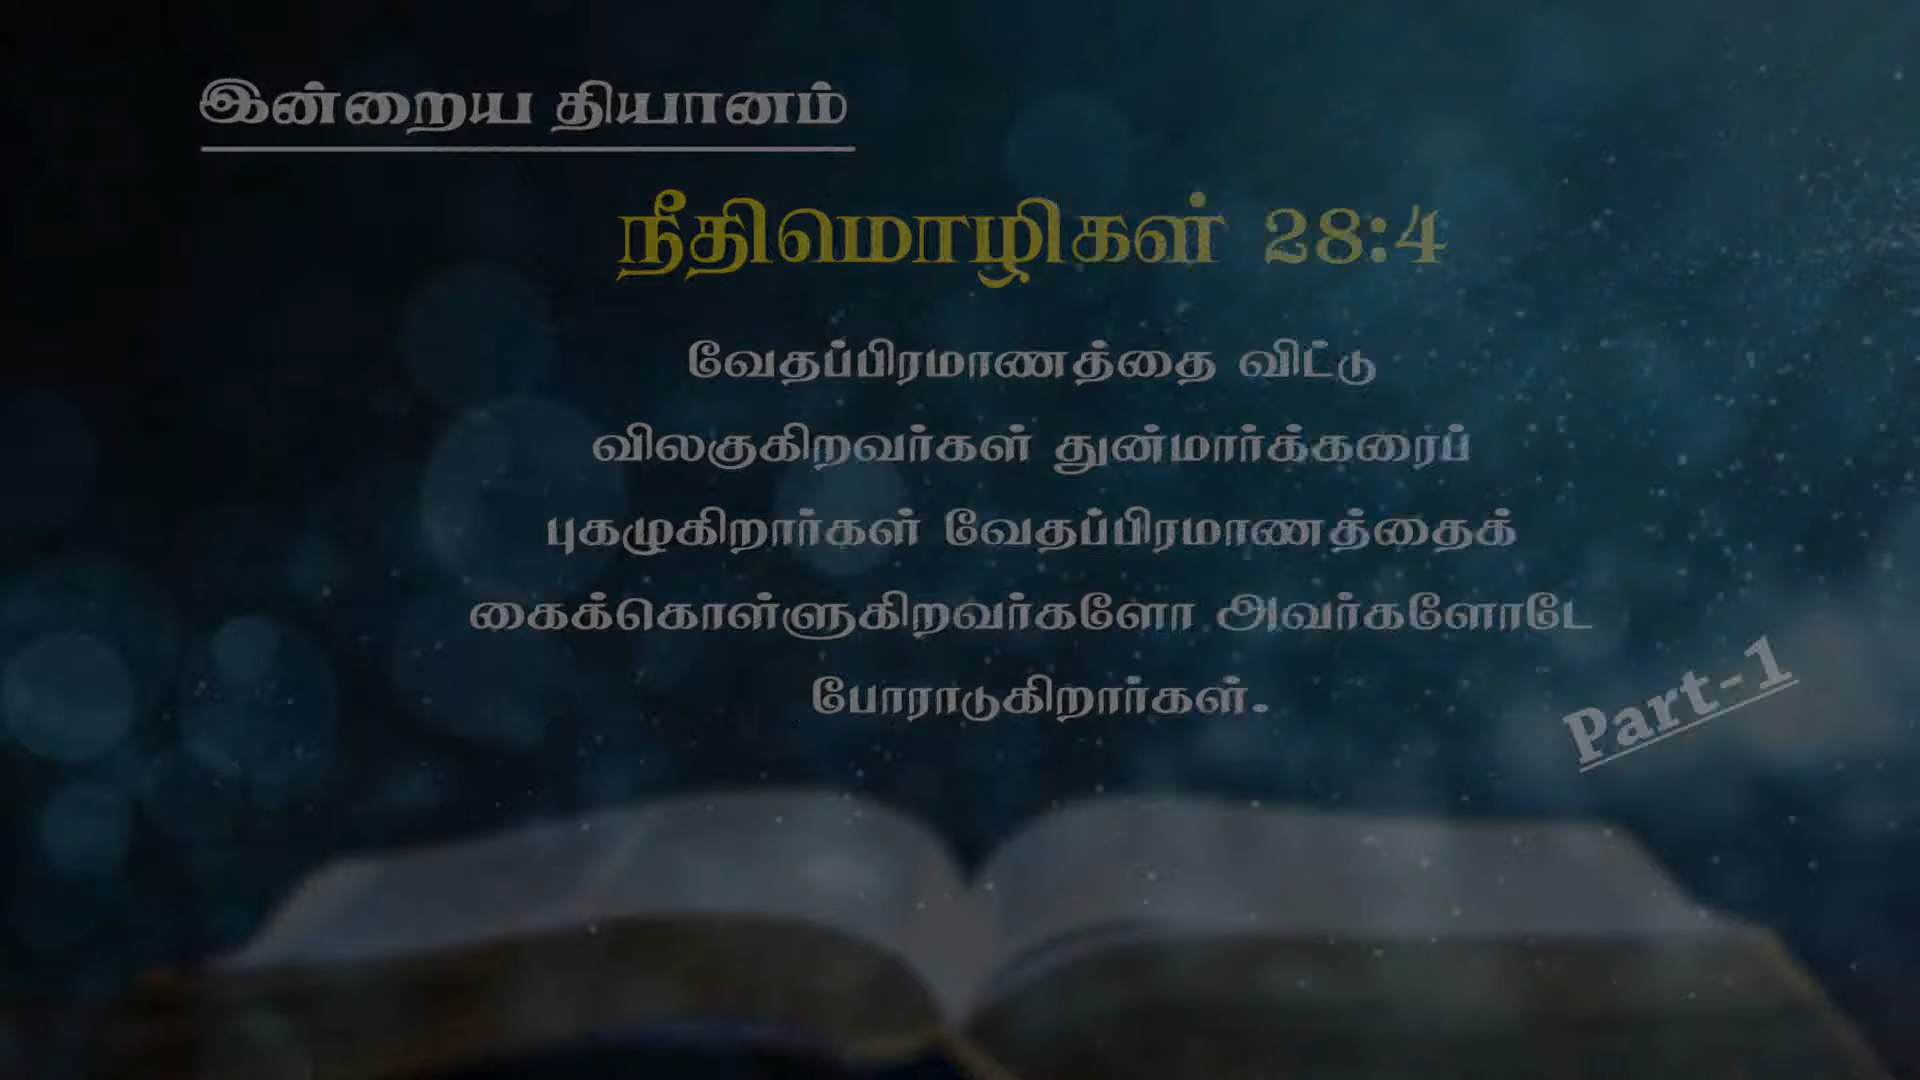 இன்றைய தியானம்
நீதிமொழிகள் 28:4
வேதப்பிரமாணத்தை விட்டு
விலகுகிறவர்கள் துன்மார்க்கரைப்
புகழுகிறார்கள் வேதப்பிரமாணத்தைக்
கைக்கொள்ளுகிறவர்களோ அவர்களோடே
போராடுகிறார்கள்.
Part-1